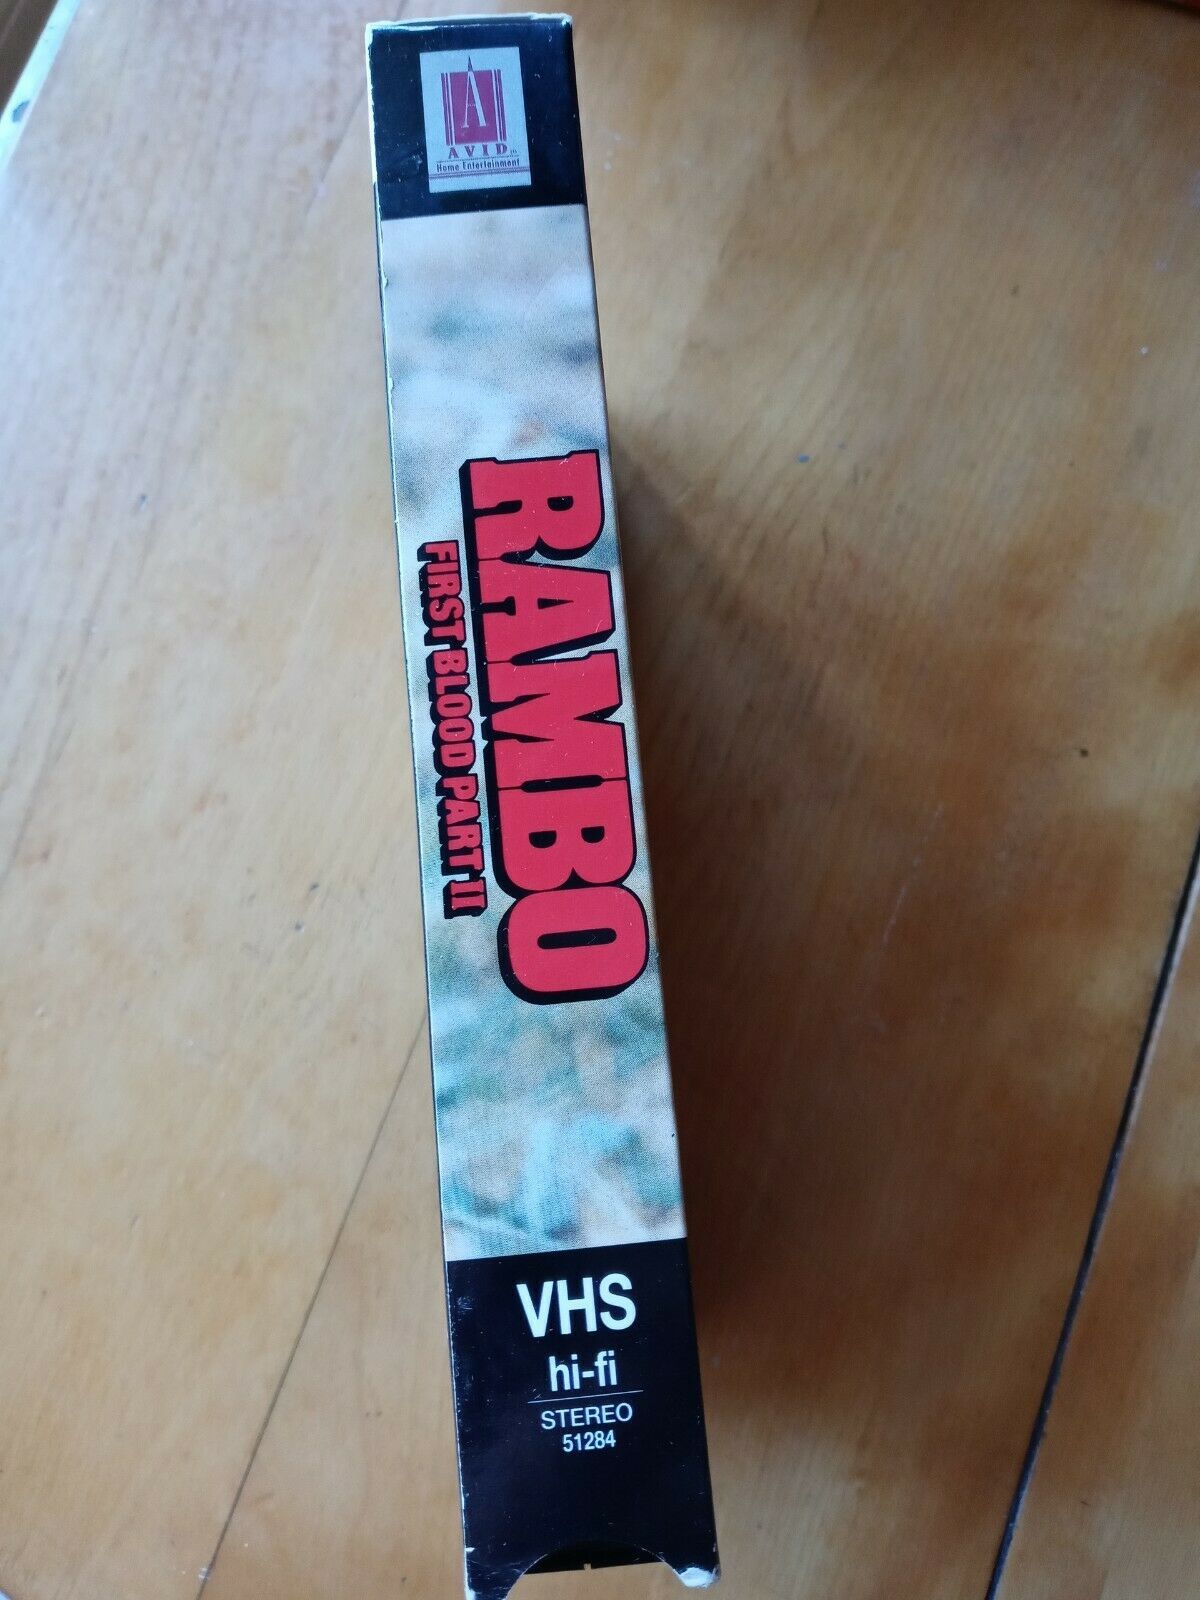 A
AVID
Home Entertainment
RAMBO
FIRST BLOOD PART II
VHS
hi-fi
STEREO
51284